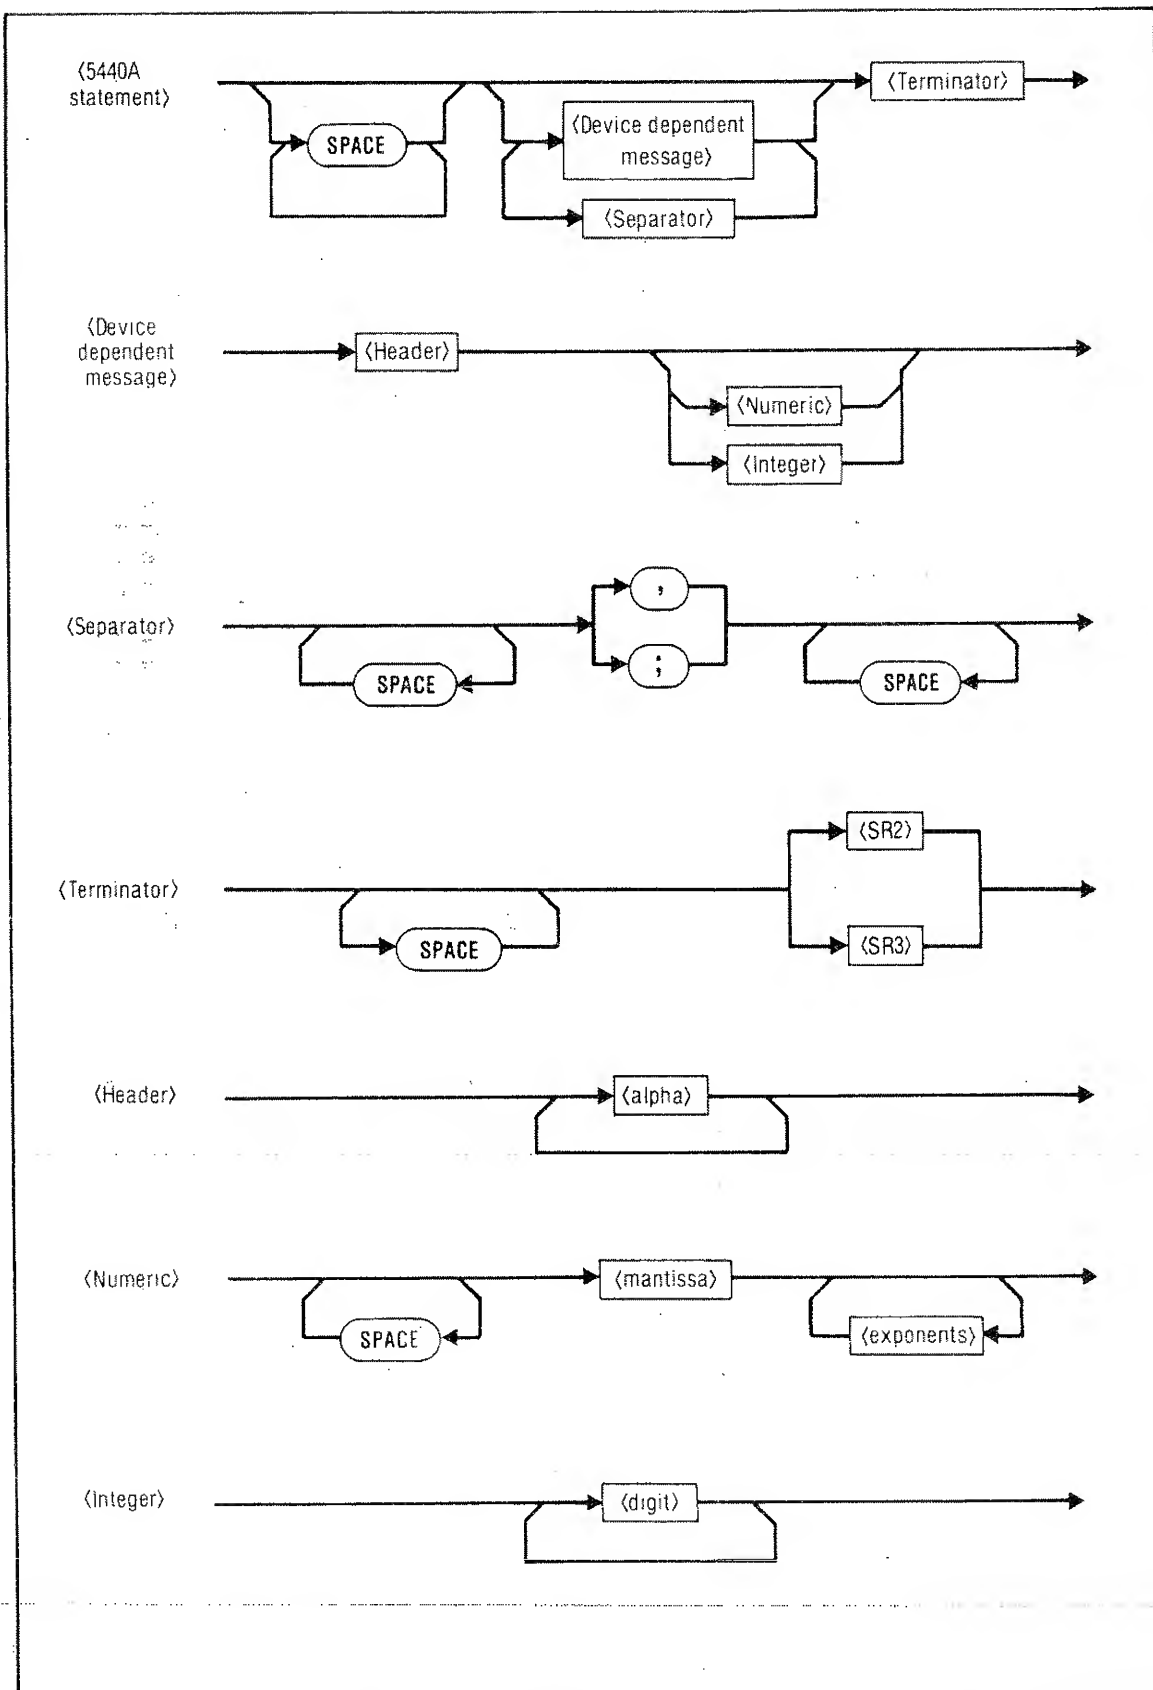 ⟨5440A
statement⟩
SPACE
⟨Device dependent
message⟩
⟨Separator⟩
⟨Terminator⟩
⟨Device
dependent
message⟩
⟨Header⟩
⟨Numeric⟩
⟨Integer⟩
⟨Separator⟩
SPACE
,
;
SPACE
⟨Terminator⟩
SPACE
⟨SR2⟩
⟨SR3⟩
⟨Header⟩
⟨alpha⟩
⟨Numeric⟩
SPACE
⟨mantissa⟩
⟨exponents⟩
⟨Integer⟩
⟨digit⟩